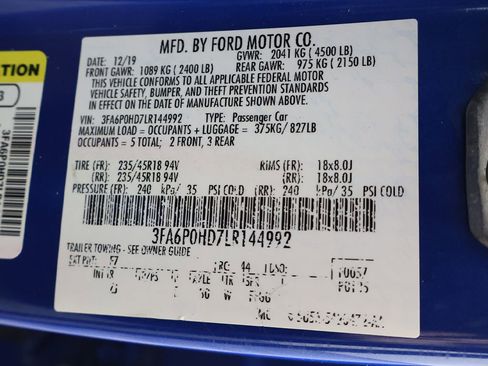 MFD. BY FORD MOTOR CO.
DATE: 12/19 GVWR: 2041 KG ( 4500 LB)
FRONT GAWR: 1089 KG ( 2400 LB) REAR GAWR: 975 KG ( 2150 LB)
THIS VEHICLE CONFORMS TO ALL APPLICABLE FEDERAL MOTOR
VEHICLE SAFETY, BUMPER, AND THEFT PREVENTION STANDARDS
IN EFFECT ON THE DATE OF MANUFACTURE SHOWN ABOVE.
VIN: 3FA6P0HD7LR144992 TYPE: Passenger Car
MAXIMUM LOAD = OCCUPANTS + LUGGAGE = 375KG/ 827LB
OCCUPANTS = 5 TOTAL; 2 FRONT, 3 REAR
TIRE (FR): 235/45R18 94V RIMS (FR): 18x8.0J
(RR): 235/45R18 94V (RR): 18x8.0J
PRESSURE (FR): 240 kPa/ 35 PSI COLD (RR): 240 kPa/ 35 PSI COLD
3FA6P0HD7LR144992
TRAILER TOWING - SEE OWNER GUIDE
EXT PNT: RC: 44